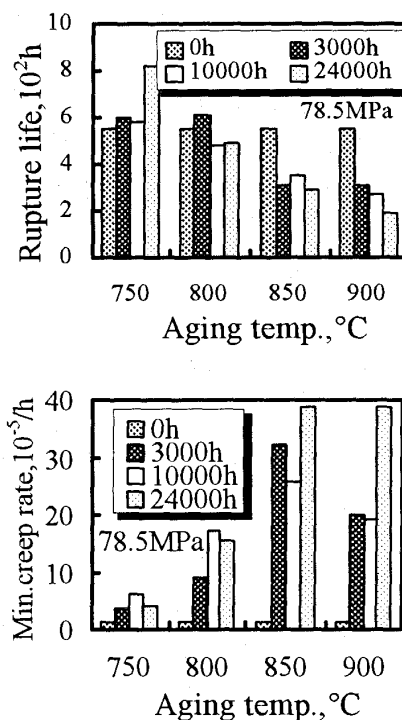 Rupture life,10²h
10
8
6
4
2
0
0h 3000h
10000h 24000h
78.5MPa
750 800 850 900
Aging temp.,°C
Min.creep rate,10⁻⁵/h
40
30
20
10
0
0h
3000h
10000h
24000h
78.5MPa
750 800 850 900
Aging temp.,°C